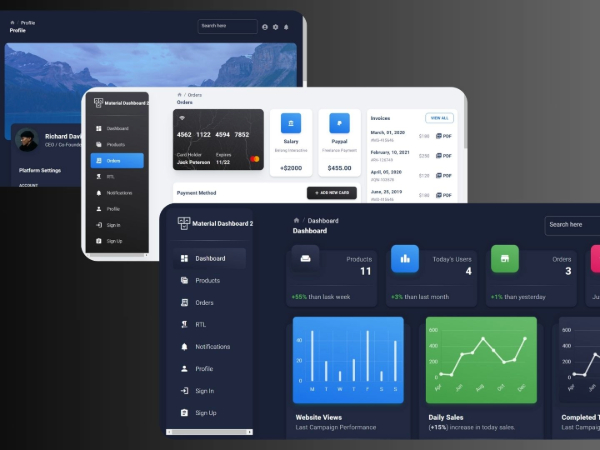 / Profile
Profile
Search here
Richard Davi
CEO / Co-Founder
Platform Settings
ACCOUNT
Material Dashboard 2
Dashboard
Products
Orders
RTL
Notifications
Profile
Sign In
Sign Up
/ Orders
Orders
4562 1122 4594 7852
Card Holder
Jack Peterson
Expires
11/22
Salary
Belong Interactive
+$2000
Paypal
Freelance Payment
$455.00
Invoices
VIEW ALL
March, 01, 2020
$180
PDF
February, 10, 2021
$250
PDF
April, 05, 2020
$120
PDF
June, 25, 2019
$180
PDF
Payment Method
+ ADD NEW CARD
Material Dashboard 2
Dashboard
Products
Orders
RTL
Notifications
Profile
Sign In
Sign Up
/ Dashboard
Dashboard
Search here
Products
11
+55% than lask week
Today's Users
4
+3% than last month
Orders
3
+1% than yesterday
Ju
40
20
0
M T W T F S S
Website Views
Last Campaign Performance
600
400
200
0
Apr Jun Aug Oct Dec
Daily Sales
(+15%) increase in today sales.
600
400
200
0
Apr Jun
Completed T
Last Campaig